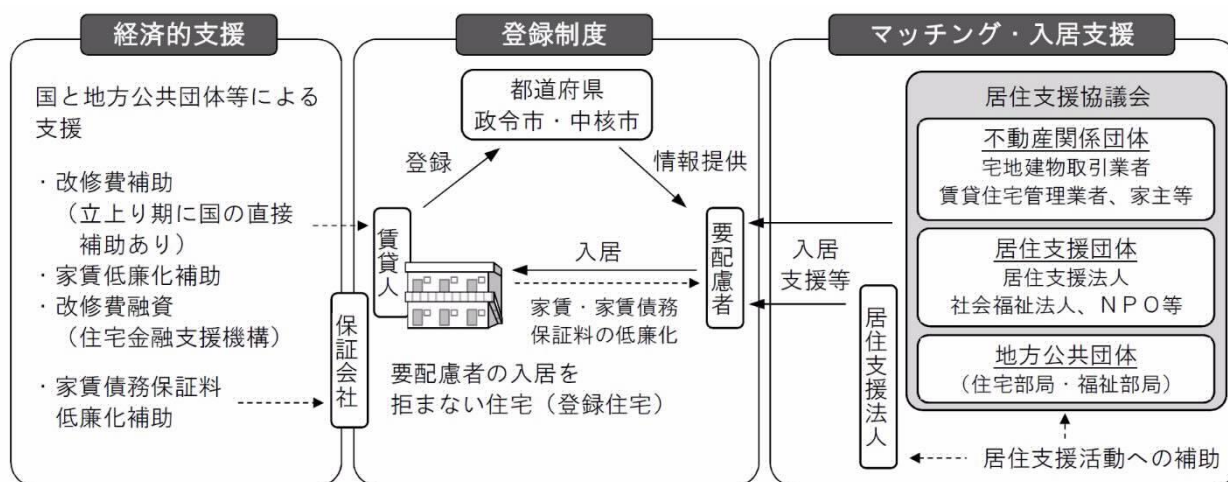 経済的支援
国と地方公共団体等による
支援
・改修費補助
（立上り期に国の直接
補助あり）
・家賃低廉化補助
・改修費融資
（住宅金融支援機構）
・家賃債務保証料
低廉化補助
保証会社
登録制度
都道府県
政令市・中核市
登録
情報提供
賃貸人
入居
家賃・家賃債務
保証料の低廉化
要配慮者
要配慮者の入居を
拒まない住宅（登録住宅）
マッチング・入居支援
入居
支援等
居住支援法人
居住支援協議会
不動産関係団体
宅地建物取引業者
賃貸住宅管理業者、家主等
居住支援団体
居住支援法人
社会福祉法人、ＮＰＯ等
地方公共団体
（住宅部局・福祉部局）
居住支援活動への補助